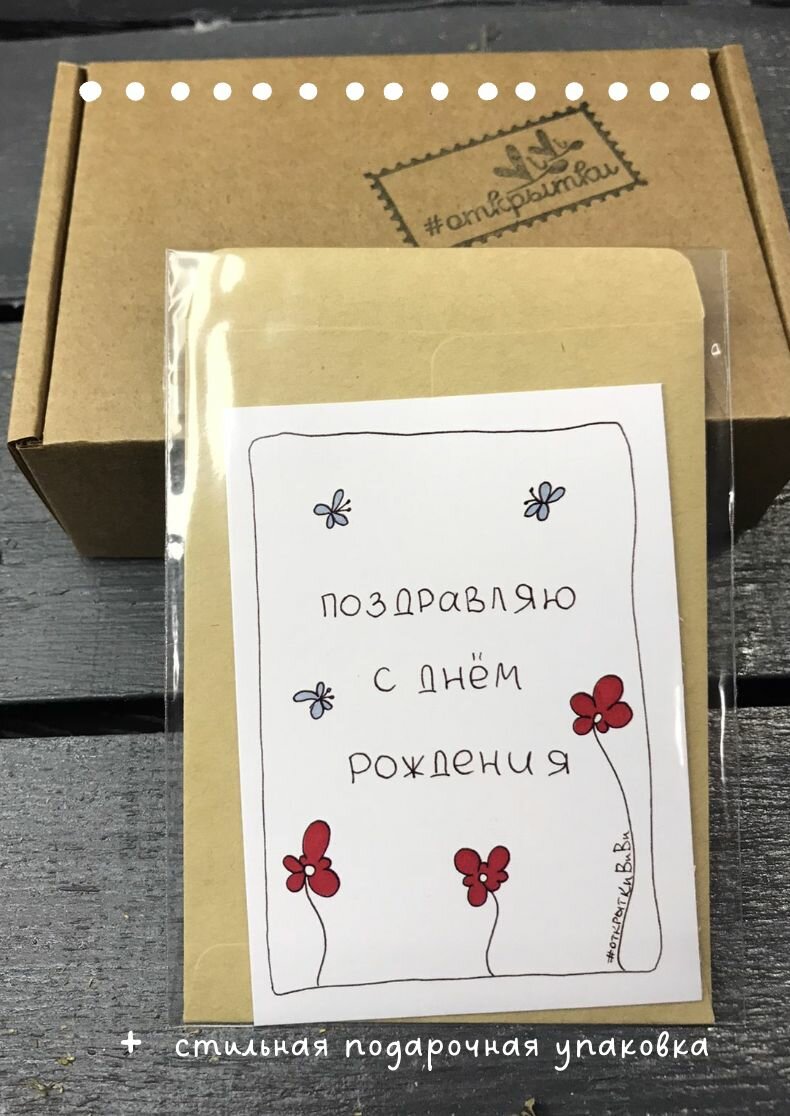 #открытки
поздравляю
с днём
рождения
#открыткиВиВи
+ стильная подарочная упаковка